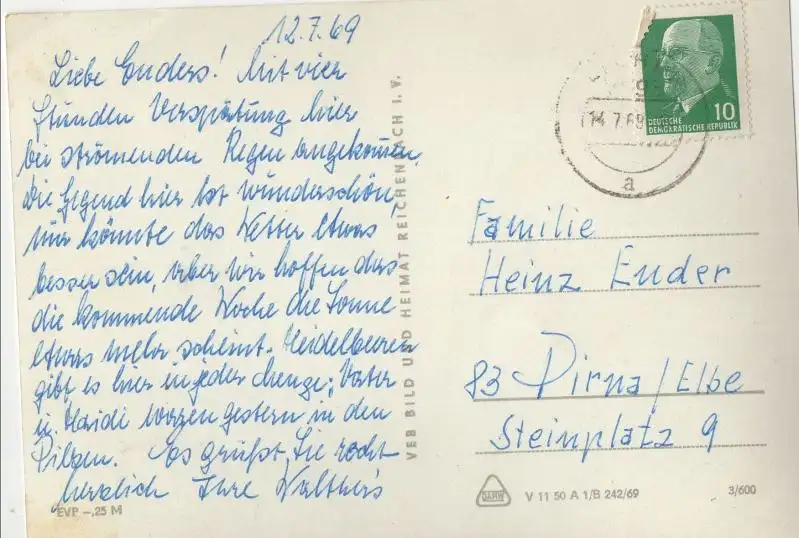 12.7.69
Liebe Enders! Mit vier
Stunden Verspätung hier
bei strömenden Regen angekommen.
Die Gegend hier ist wunderschön,
nur könnte das Wetter etwas
besser sein, aber wir hoffen das
die kommende Woche die Sonne
etwas mehr scheint. Heidelbeeren
gibt es hier in jeder Menge; Vater
u. Haidi waren gestern in den
Pilzen. Es grüßt Sie recht
herzlich Ihre Walther's
EVP -,25 M
VEB BILD UND HEIMAT REICHENBACH I. V.
14.7.69
a
10
DEUTSCHE
DEMOKRATISCHE REPUBLIK
Familie
Heinz Ender
83 Pirna/Elbe
Steinplatz 9
V 11 50 A 1/B 242/69
3/600